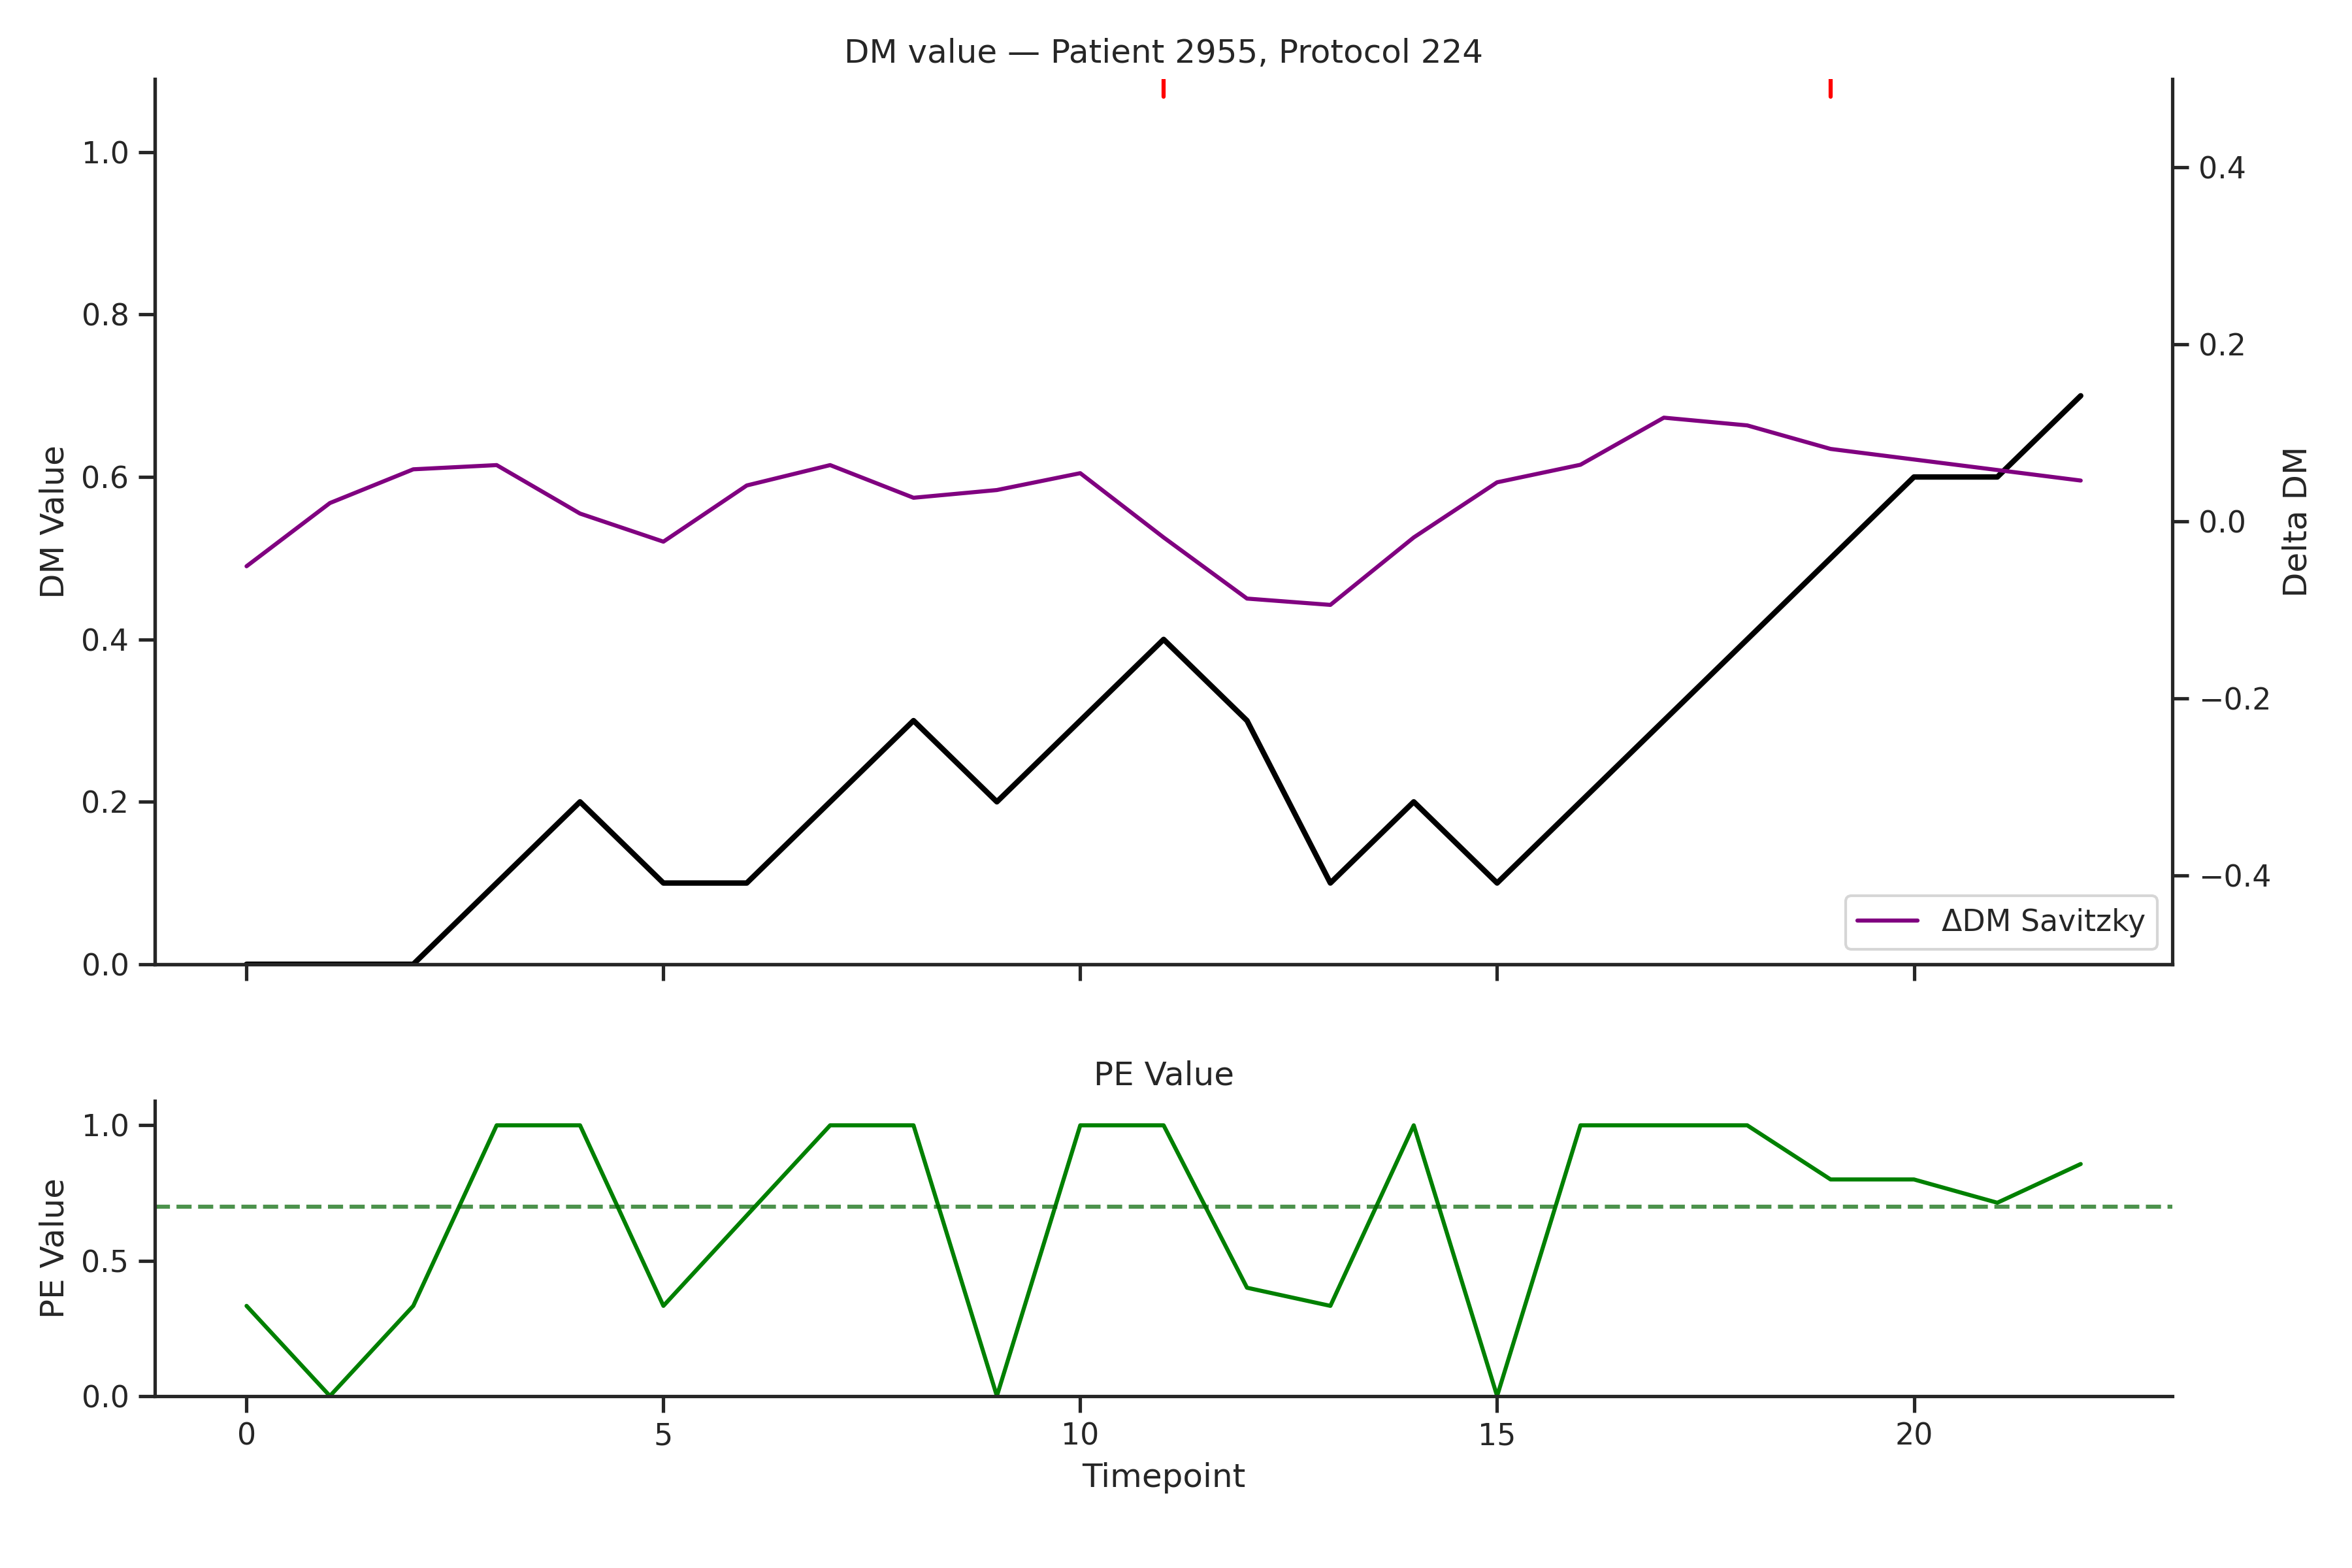 DM value — Patient 2955, Protocol 224
DM Value
1.0
0.8
0.6
0.4
0.2
0.0
0.4
0.2
0.0
−0.2
−0.4
Delta DM
ΔDM Savitzky
PE Value
PE Value
1.0
0.5
0.0
0 5 10 15 20
Timepoint